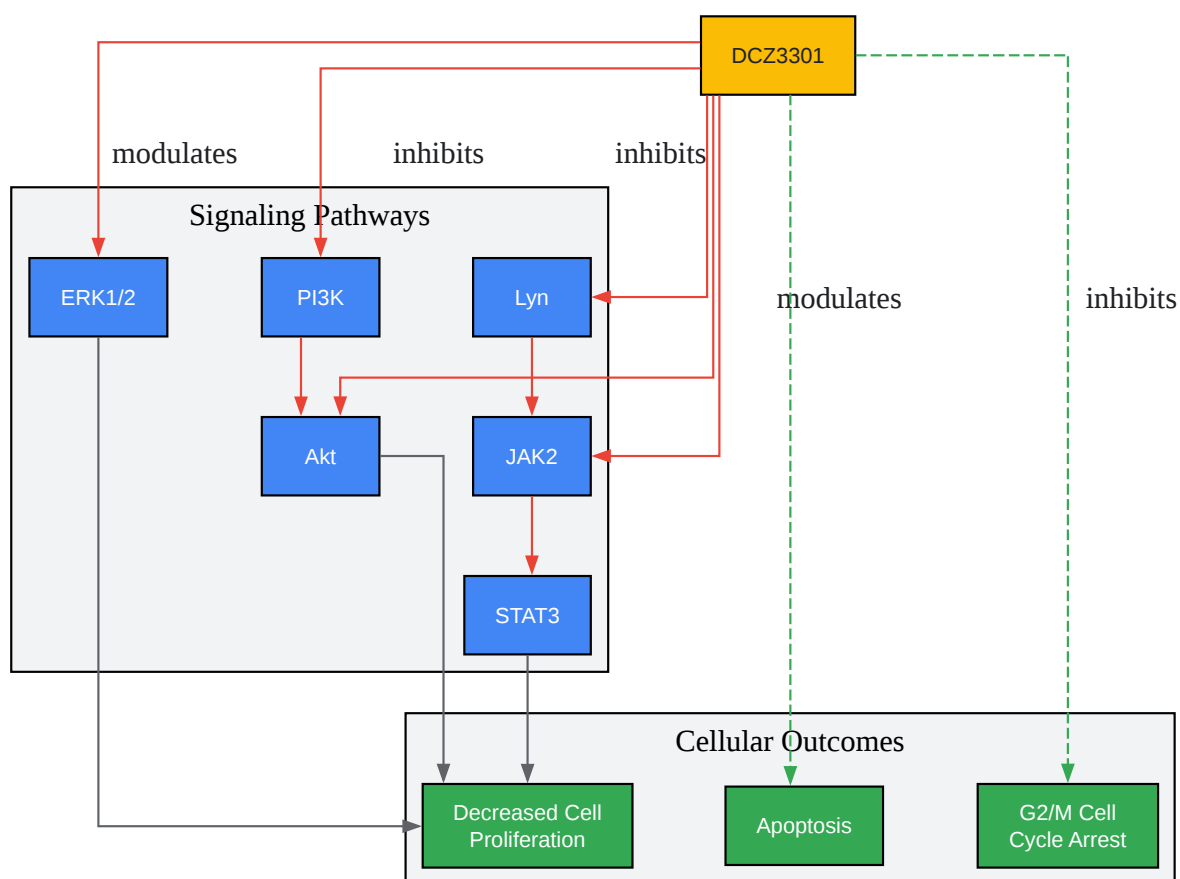 DCZ3301
modulates
inhibits
inhibits
Signaling Pathways
ERK1/2
PI3K
Lyn
modulates
inhibits
Akt
JAK2
STAT3
Cellular Outcomes
Decreased Cell
Proliferation
Apoptosis
G2/M Cell
Cycle Arrest